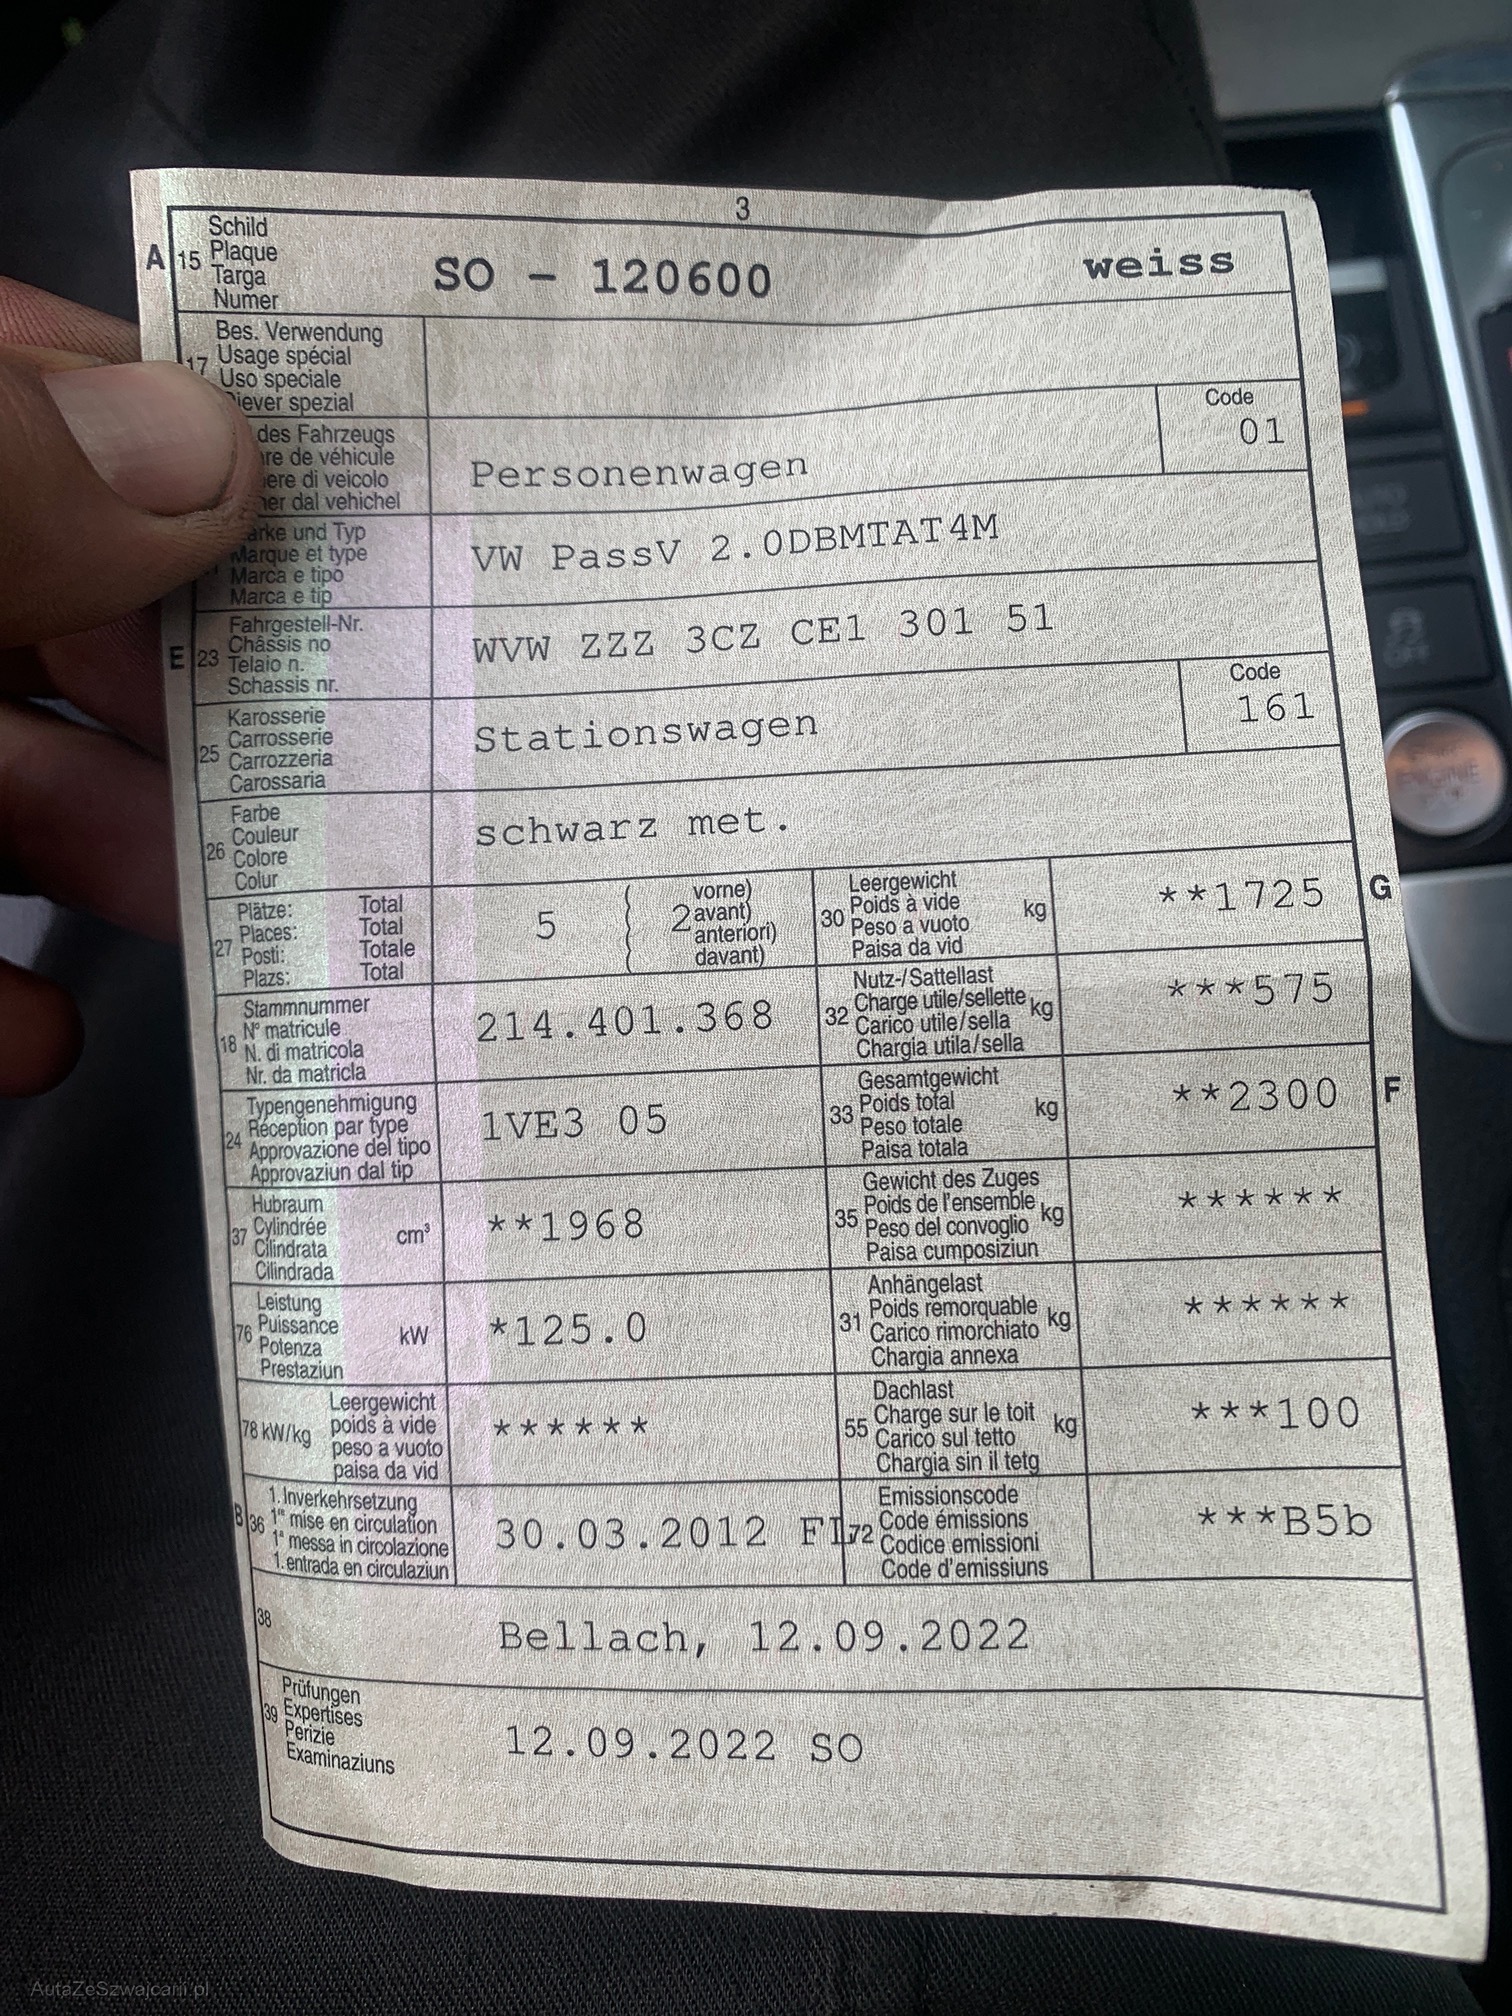 3
A 15 Schild
Plaque
Targa
Numer
SO - 120600 weiss
17 Bes. Verwendung
Usage spécial
Uso speciale
spezial
des Fahrzeugs
de véhicule
di veicolo
dal vehichel
Personenwagen
Code
01
und Typ
Marque et type
Marca e tipo
Marca e tip
VW PassV 2.0DBMTAT4M
E 23 Fahrgestell-Nr.
Châssis no
Telaio n.
Schassis nr.
WVW ZZZ 3CZ CE1 301 51
25 Karosserie
Carrosserie
Carrozzeria
Carossaria
Stationswagen
Code
161
26 Farbe
Couleur
Colore
Colur
schwarz met.
27 Plätze: Total
Places: Total
Posti: Totale
Plazs: Total
5 ( 2 vorne)
avant)
anteriori)
davant)
30 Leergewicht
Poids à vide
Peso a vuoto
Paisa da vid
kg
**1725 G
18 Stammnummer
N° matricule
N. di matricola
Nr. da matricla
214.401.368
32 Nutz-/Sattellast
Charge utile/sellette
Carico utile/sella
Chargia utila/sella
kg
***575
24 Typengenehmigung
Réception par type
Approvazione del tipo
Approvaziun dal tip
1VE3 05
33 Gesamtgewicht
Poids total
Peso totale
Paisa totala
kg
**2300 F
37 Hubraum
Cylindrée
Cilindrata
Cilindrada
cm³
**1968
35 Gewicht des Zuges
Poids de l'ensemble
Peso del convoglio
Paisa cumposiziun
kg
******
76 Leistung
Puissance
Potenza
Prestaziun
kW
*125.0
31 Anhängelast
Poids remorquable
Carico rimorchiato
Chargia annexa
kg
******
78 kW/kg Leergewicht
poids à vide
peso a vuoto
paisa da vid
******
55 Dachlast
Charge sur le toit
Carico sul tetto
Chargia sin il tetg
kg
***100
B 36 1. Inverkehrsetzung
1re mise en circulation
1a messa in circolazione
1. entrada en circulaziun
30.03.2012
72 Emissionscode
Code émissions
Codice emissioni
Code d'emissiuns
***B5b
38
Bellach, 12.09.2022
39 Prüfungen
Expertises
Perizie
Examinaziuns
12.09.2022 SO
AutaZeSzwajcarii.pl